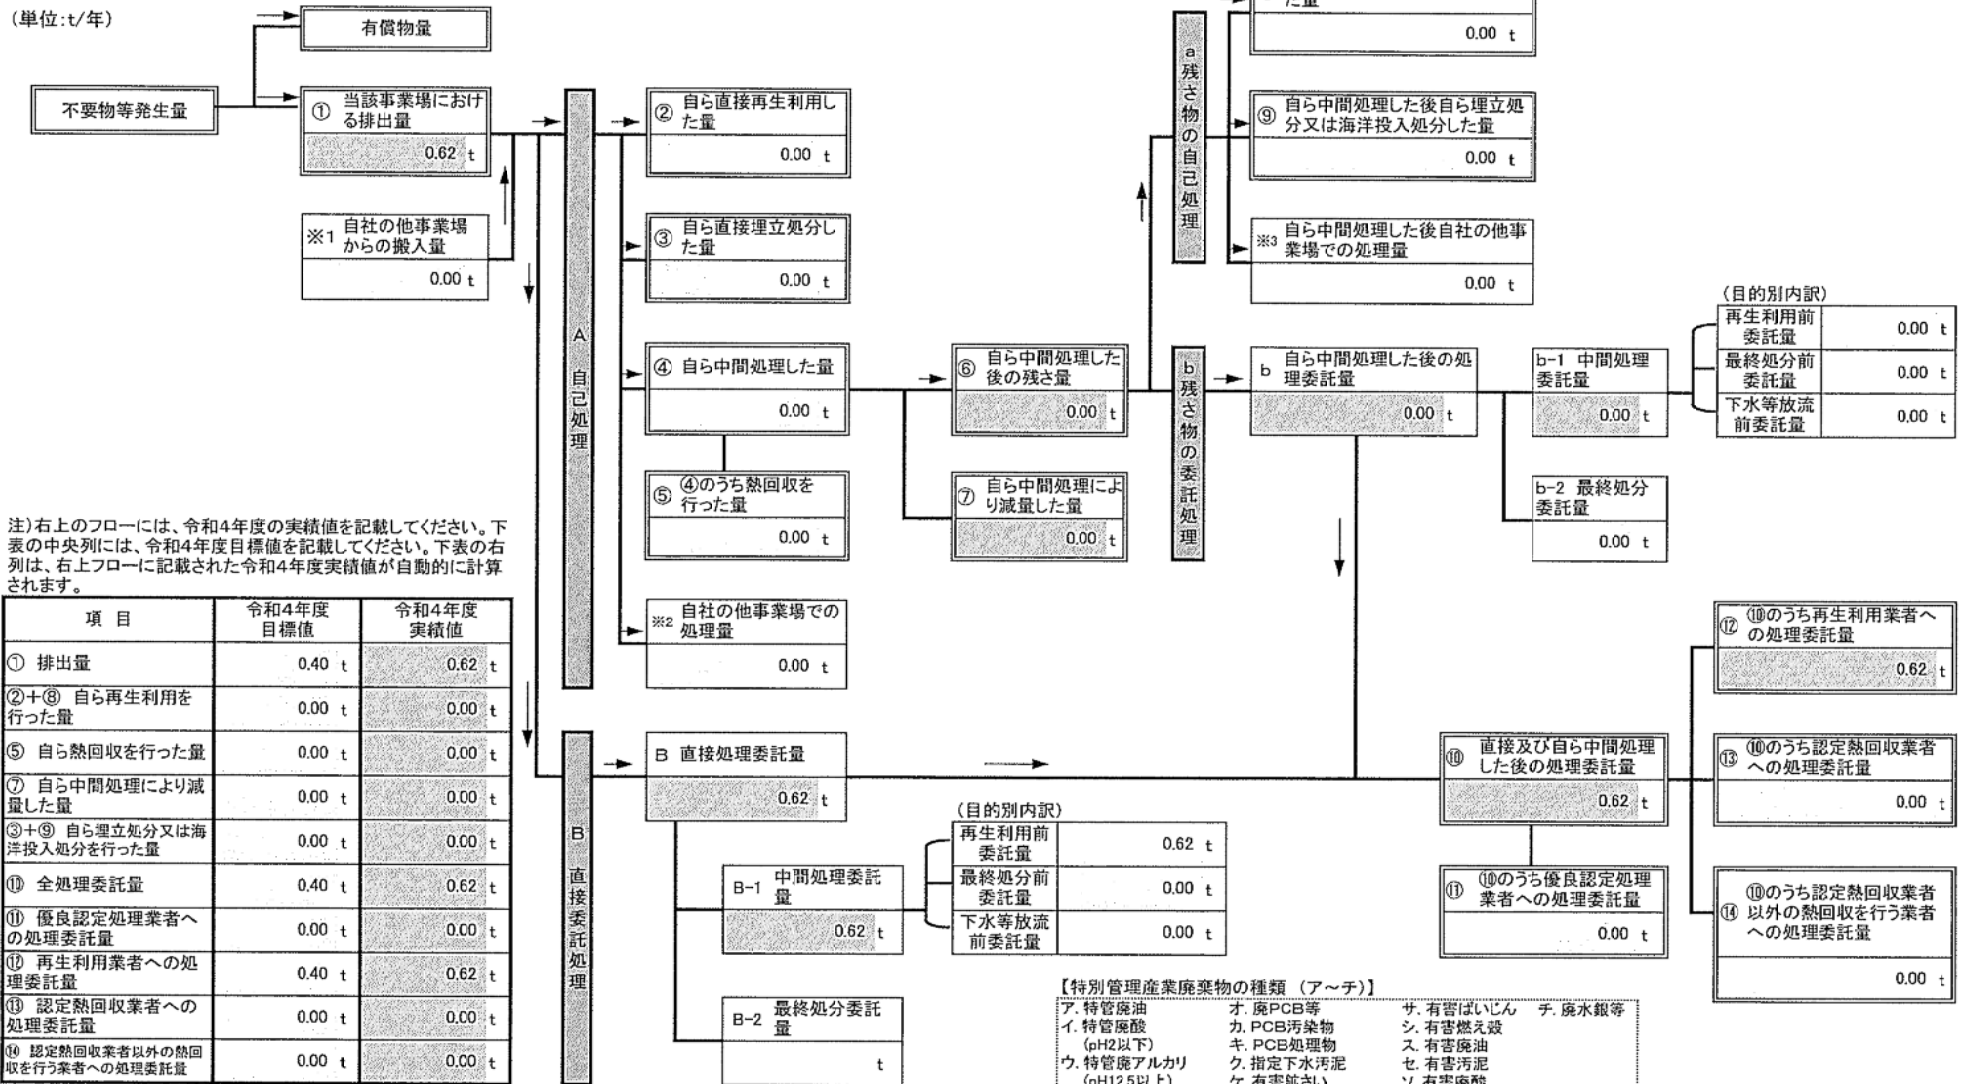 (単位:t/年)
有償物量
不要物等発生量
① 当該事業場におけ
る排出量
0.62 t
※1 自社の他事業場
からの搬入量
0.00 t
A 自己処理
② 自ら直接再生利用し
た量
0.00 t
③ 自ら直接埋立処分し
た量
0.00 t
④ 自ら中間処理した量
0.00 t
⑤ ④のうち熱回収を
行った量
0.00 t
※2 自社の他事業場での
処理量
0.00 t
⑥ 自ら中間処理した
後の残さ量
0.00 t
⑦ 自ら中間処理によ
り減量した量
0.00 t
a 残さ物の自己処理
た量
0.00 t
⑨ 自ら中間処理した後自ら埋立処
分又は海洋投入処分した量
0.00 t
※3 自ら中間処理した後自社の他事
業場での処理量
0.00 t
b 残さ物の委託処理
b 自ら中間処理した後の処
理委託量
0.00 t
b-1 中間処理
委託量
0.00 t
(目的別内訳)
再生利用前
委託量 0.00 t
最終処分前
委託量 0.00 t
下水等放流
前委託量 0.00 t
b-2 最終処分
委託量
0.00 t
注)右上のフローには、令和4年度の実績値を記載してください。下
表の中央列には、令和4年度目標値を記載してください。下表の右
列は、右上フローに記載された令和4年度実績値が自動的に計算
されます。
項 目 令和4年度
目標値 令和4年度
実績値
① 排出量 0.40 t 0.62 t
②+⑧ 自ら再生利用を
行った量 0.00 t 0.00 t
⑤ 自ら熱回収を行った量 0.00 t 0.00 t
⑦ 自ら中間処理により減
量した量 0.00 t 0.00 t
③+⑨ 自ら埋立処分又は海
洋投入処分を行った量 0.00 t 0.00 t
⑩ 全処理委託量 0.40 t 0.62 t
⑪ 優良認定処理業者へ
の処理委託量 0.00 t 0.00 t
⑫ 再生利用業者への処
理委託量 0.40 t 0.62 t
⑬ 認定熱回収業者への
処理委託量 0.00 t 0.00 t
⑭ 認定熱回収業者以外の熱回
収を行う業者への処理委託量 0.00 t 0.00 t
B 直接委託処理
B 直接処理委託量
0.62 t
B-1 中間処理委託
量
0.62 t
(目的別内訳)
再生利用前
委託量 0.62 t
最終処分前
委託量 0.00 t
下水等放流
前委託量 0.00 t
B-2 最終処分委託
量
t
⑩ 直接及び自ら中間処理
した後の処理委託量
0.62 t
⑪ ⑩のうち優良認定処理
業者への処理委託量
0.00 t
⑫ ⑩のうち再生利用業者へ
の処理委託量
0.62 t
⑬ ⑩のうち認定熱回収業者
への処理委託量
0.00 t
⑭ ⑩のうち認定熱回収業者
以外の熱回収を行う業者
への処理委託量
0.00 t
【特別管理産業廃棄物の種類 (ア~チ)】
ア. 特管廃油 オ. 廃PCB等 サ. 有害ばいじん チ. 廃水銀等
イ. 特管廃酸 カ. PCB汚染物 シ. 有害燃え殻
(pH2以下) キ. PCB処理物 ス. 有害廃油
ウ. 特管廃アルカリ ク. 指定下水汚泥 セ. 有害汚泥
(pH12.5以上) ケ. 有害鉱さい ソ. 有害廃酸